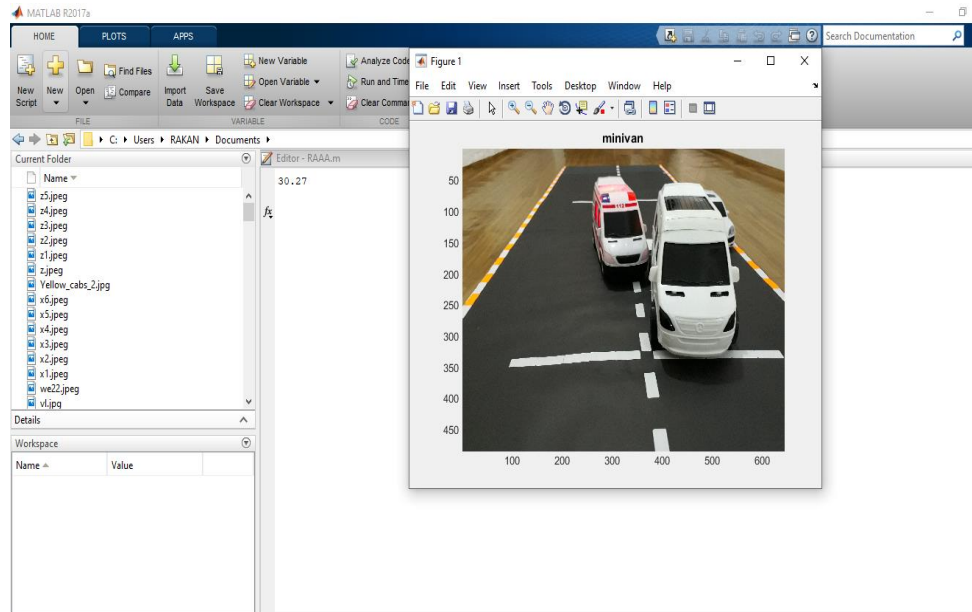 MATLAB R2017a
HOME PLOTS APPS
Search Documentation
New Script
New
Open
Find Files
Compare
Import Data
Save Workspace
New Variable
Open Variable
Clear Workspace
Analyze Code
Run and Time
Clear Comma
FILE VARIABLE CODE
C: Users RAKAN Documents
Current Folder
Name
z5.jpeg
z4.jpeg
z3.jpeg
z2.jpeg
z1.jpeg
z.jpeg
Yellow_cabs_2.jpg
x6.jpeg
x5.jpeg
x4.jpeg
x3.jpeg
x2.jpeg
x1.jpeg
we22.jpeg
vl.jpg
Details
Workspace
Name Value
Editor - RAAA.m
30.27
fx
Figure 1
File Edit View Insert Tools Desktop Window Help
minivan
50
100
150
200
250
300
350
400
450
100 200 300 400 500 600